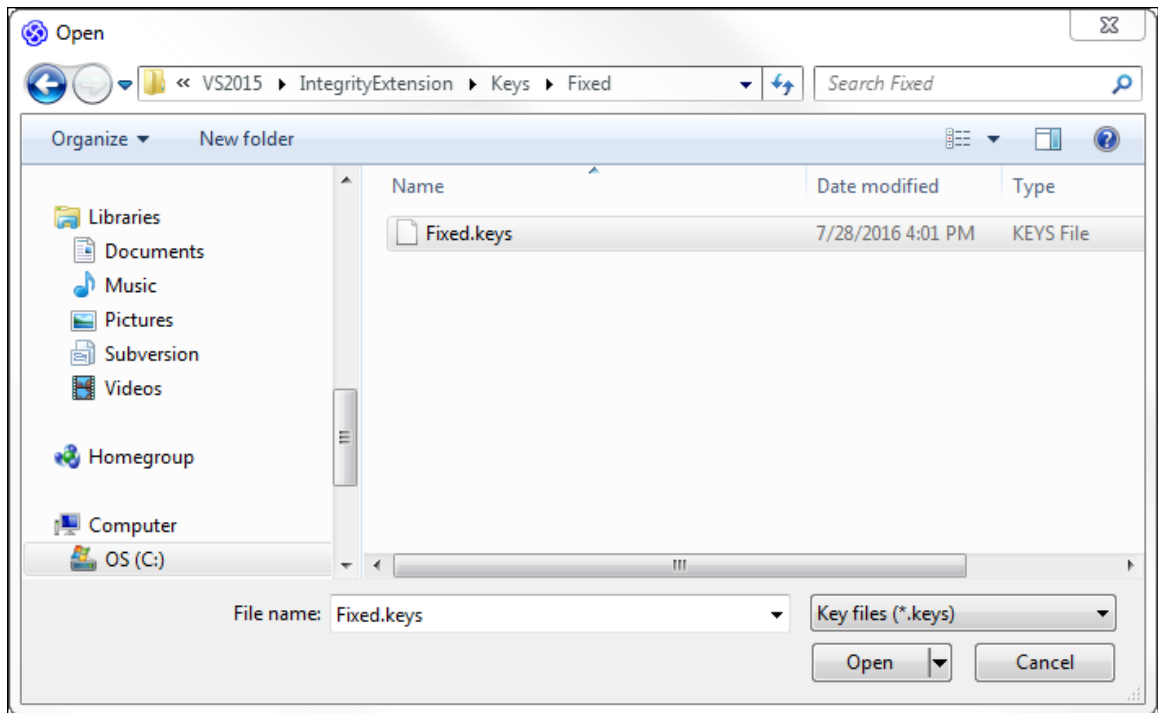 Open
« VS2015 ▸ IntegrityExtension ▸ Keys ▸ Fixed
Search Fixed
Organize
New folder
Name
Date modified
Type
Libraries
Documents
Music
Pictures
Subversion
Videos
Homegroup
Computer
OS (C:)
Fixed.keys
7/28/2016 4:01 PM
KEYS File
File name:
Fixed.keys
Key files (*.keys)
Open
Cancel